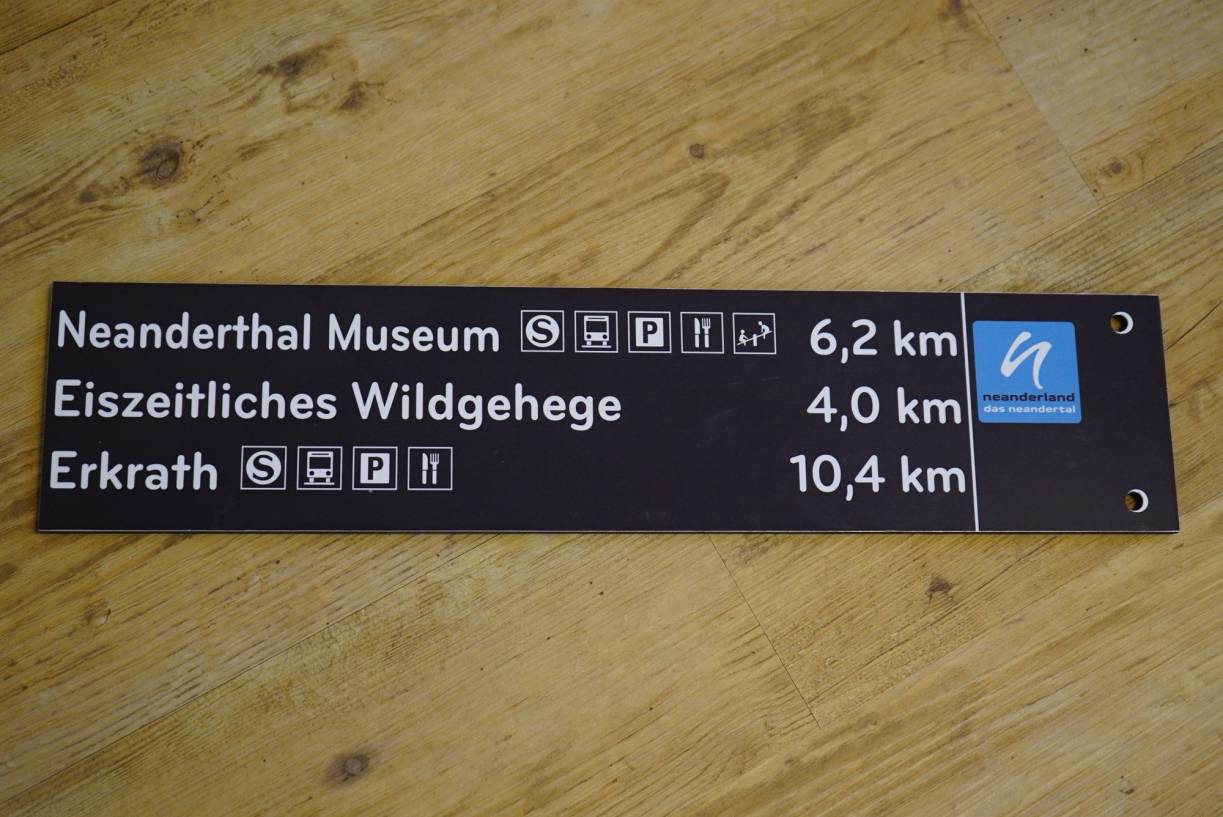 Neanderthal Museum S P 6,2 km
Eiszeitliches Wildgehege 4,0 km
Erkrath S P 10,4 km
n
neanderland
das neandertal